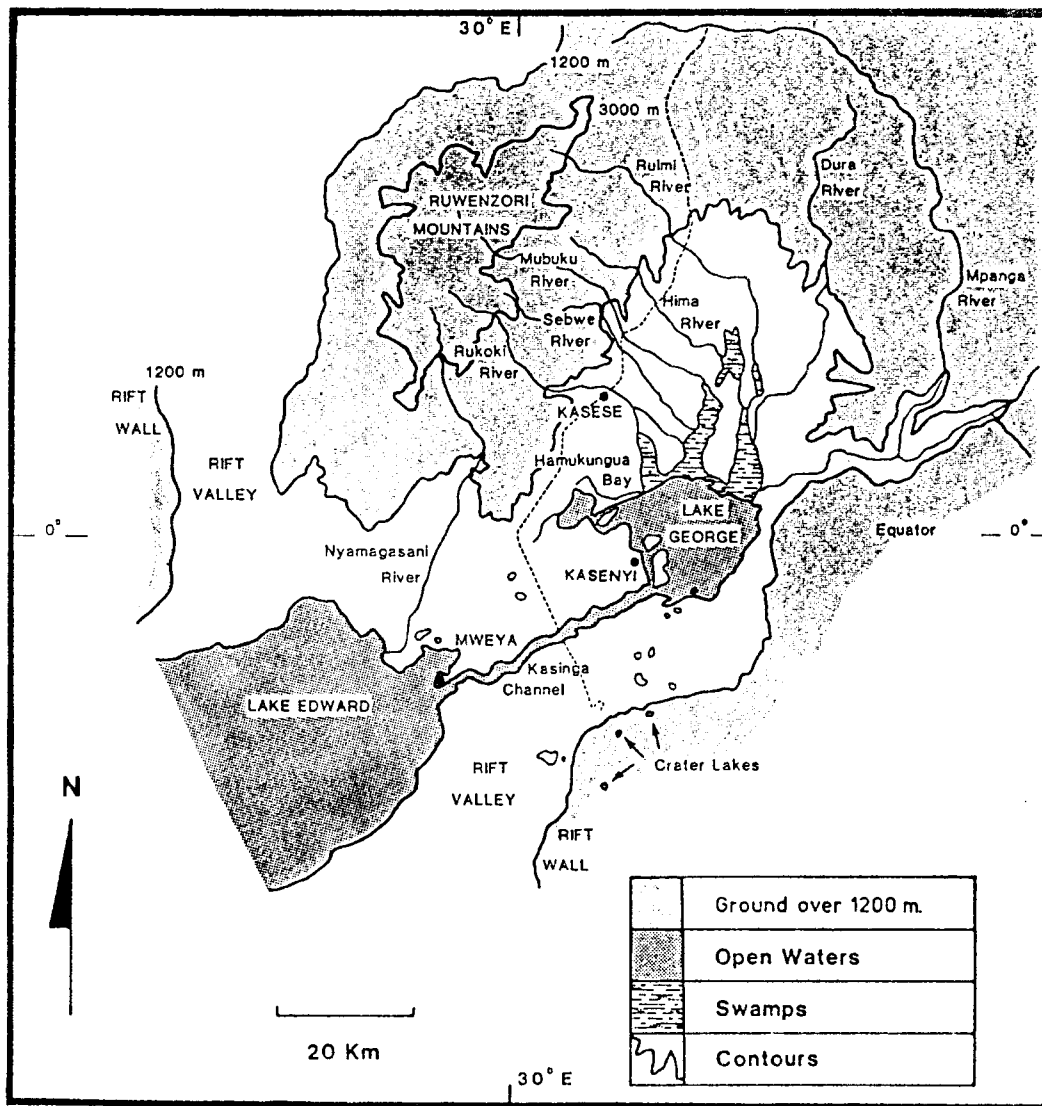 30° E
1200 m
3000 m
Ruimi
River
Dura
River
RUWENZORI
MOUNTAINS
Mubuku
River
Mpanga
River
Hima
River
Sebwe
River
Rukoki
River
1200 m
RIFT
WALL
KASESE
RIFT
VALLEY
Hamukungua
Bay
LAKE
GEORGE
0°
Equator
0°
Nyamagasani
River
KASENYI
MWEYA
Kasinga
Channel
LAKE EDWARD
Crater Lakes
RIFT
VALLEY
N
RIFT
WALL
Ground over 1200 m.
Open Waters
Swamps
Contours
20 Km
30° E